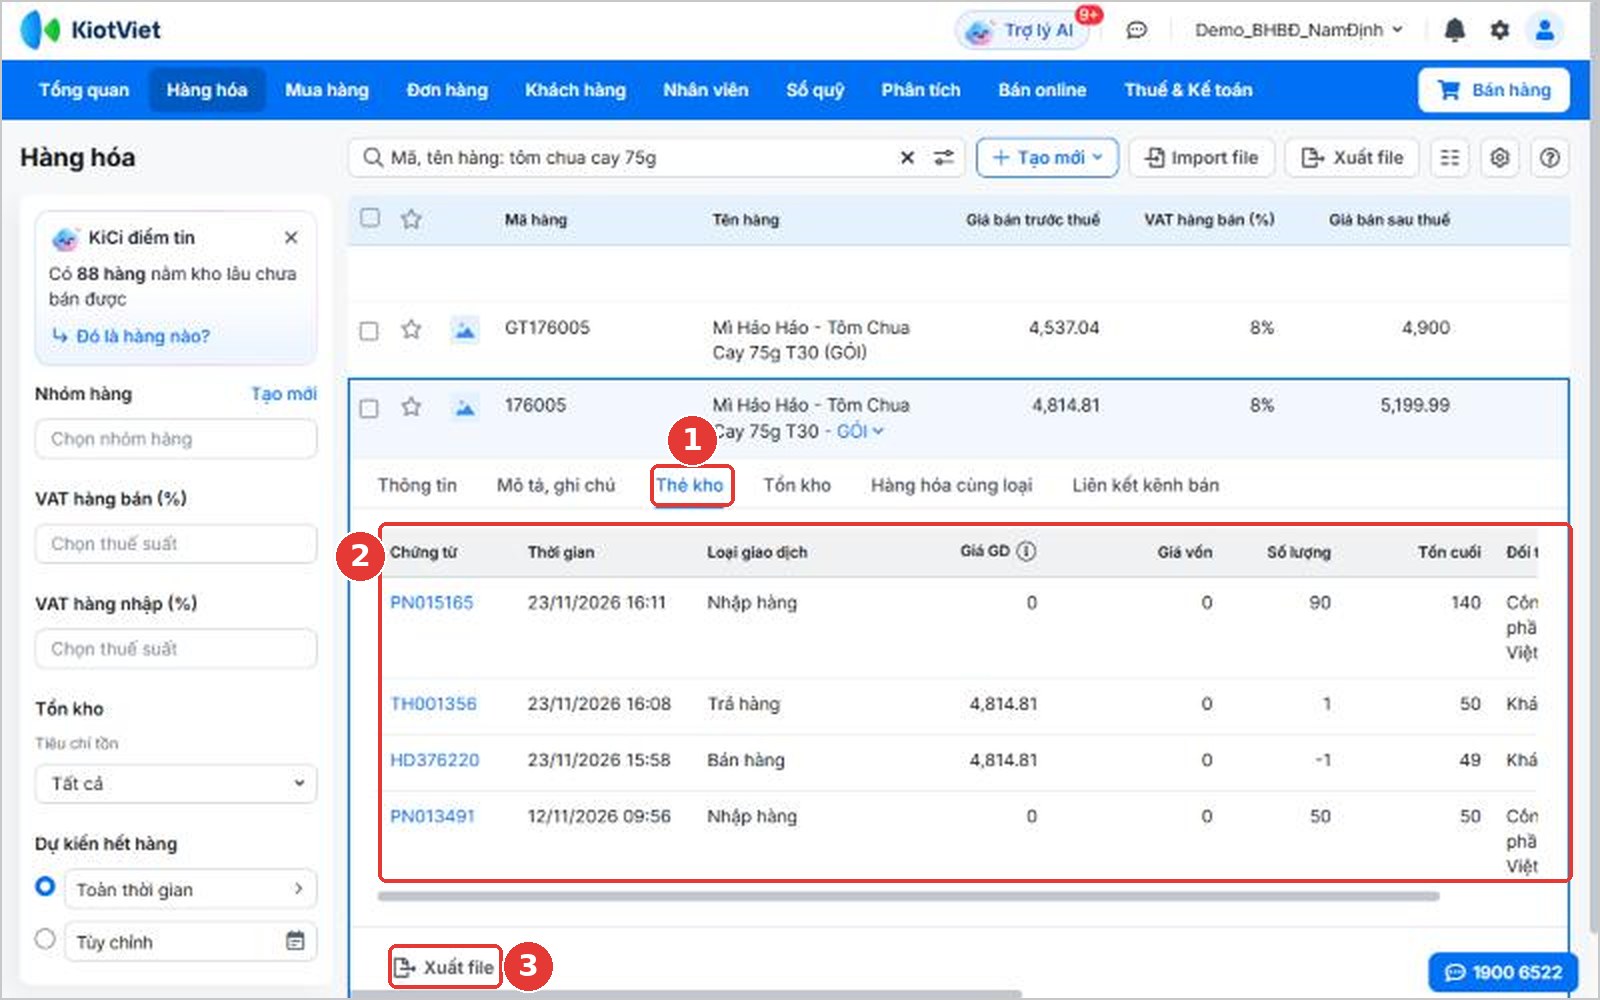 KiotViet
Trợ lý AI
9+
Demo_BHBĐ_NamĐịnh
Tổng quan
Hàng hóa
Mua hàng
Đơn hàng
Khách hàng
Nhân viên
Sổ quỹ
Phân tích
Bán online
Thuế & Kế toán
Bán hàng
Hàng hóa
Mã, tên hàng: tôm chua cay 75g
Tạo mới
Import file
Xuất file
KiCi điểm tin
Có 88 hàng nằm kho lâu chưa
bán được
Đó là hàng nào?
Nhóm hàng
Tạo mới
Chọn nhóm hàng
VAT hàng bán (%)
Chọn thuế suất
VAT hàng nhập (%)
Chọn thuế suất
Tồn kho
Tiêu chí tồn
Tất cả
Dự kiến hết hàng
Toàn thời gian
Tùy chỉnh
Mã hàng
Tên hàng
Giá bán trước thuế
VAT hàng bán (%)
Giá bán sau thuế
GT176005
Mì Hảo Hảo - Tôm Chua
Cay 75g T30 (GÓI)
4,537.04
8%
4,900
176005
Mì Hảo Hảo - Tôm Chua
Cay 75g T30 - GÓI
4,814.81
8%
5,199.99
1
Thông tin
Mô tả, ghi chú
Thẻ kho
Tồn kho
Hàng hóa cùng loại
Liên kết kênh bán
2
Chứng từ
Thời gian
Loại giao dịch
Giá GD
Giá vốn
Số lượng
Tồn cuối
Đối t
PN015165
23/11/2026 16:11
Nhập hàng
0
0
90
140
Côn
phầ
Việt
TH001356
23/11/2026 16:08
Trả hàng
4,814.81
0
1
50
Khá
HD376220
23/11/2026 15:58
Bán hàng
4,814.81
0
-1
49
Khá
PN013491
12/11/2026 09:56
Nhập hàng
0
0
50
50
Côn
phầ
Việt
Xuất file
3
1900 6522